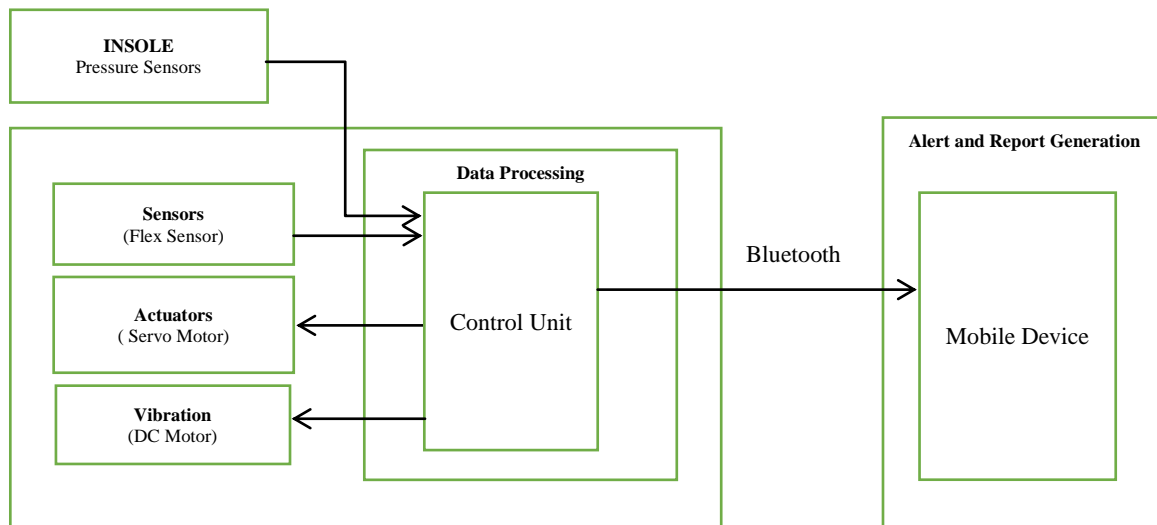 INSOLE
Pressure Sensors
Alert and Report Generation
Data Processing
Sensors
(Flex Sensor)
Bluetooth
Actuators
( Servo Motor)
Control Unit
Mobile Device
Vibration
(DC Motor)